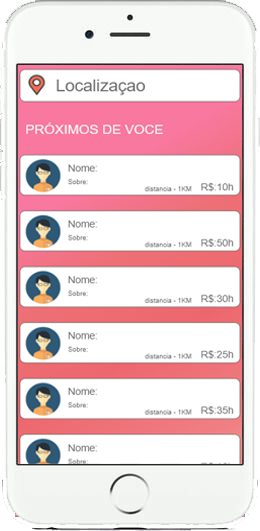 Localizaçao
PRÓXIMOS DE VOCE
Nome:
Sobre:
distancia - 1KM R$:10h
Nome:
Sobre:
distancia - 1KM R$:50h
Nome:
Sobre:
distancia - 1KM R$:30h
Nome:
Sobre:
distancia - 1KM R$:25h
Nome:
Sobre:
distancia - 1KM R$:35h
Nome:
Sobre: